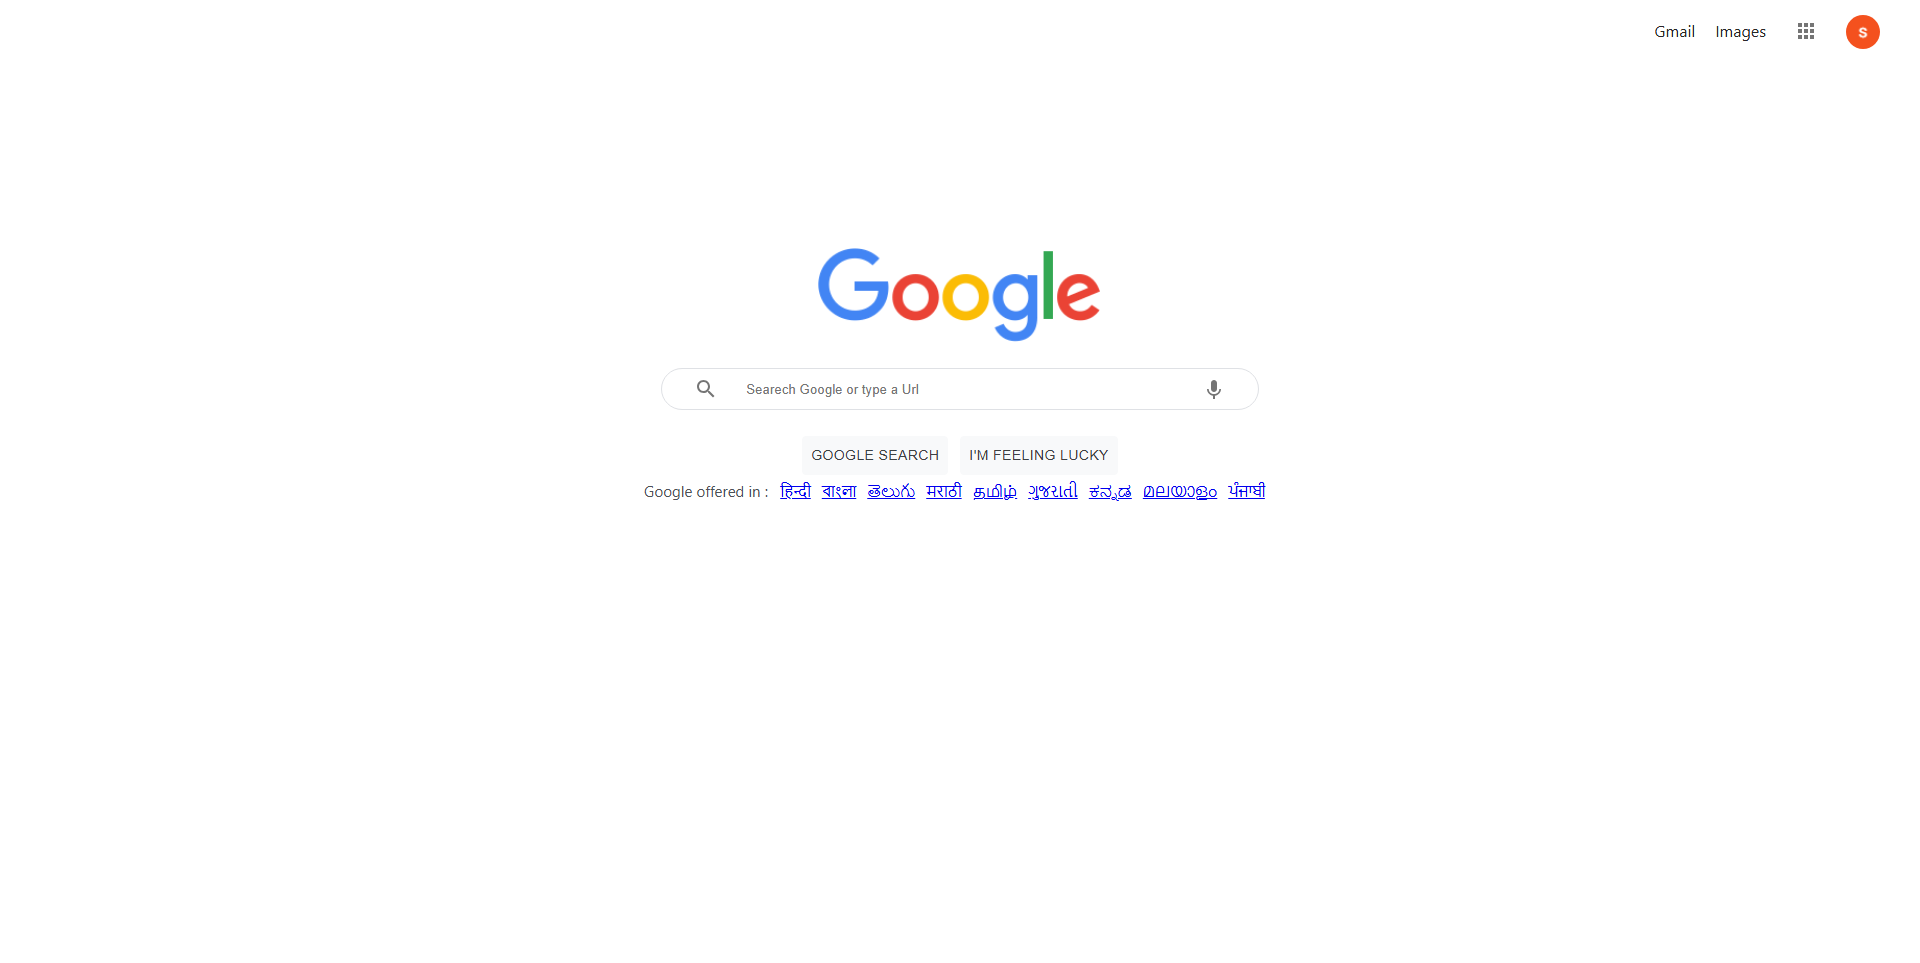 Gmail Images
S
Google
Searech Google or type a Url
GOOGLE SEARCH I'M FEELING LUCKY
Google offered in : हिन्दी বাংলা తెలుగు मराठी தமிழ் ગુજરાતી ಕನ್ನಡ മലയാളം ਪੰਜਾਬੀ